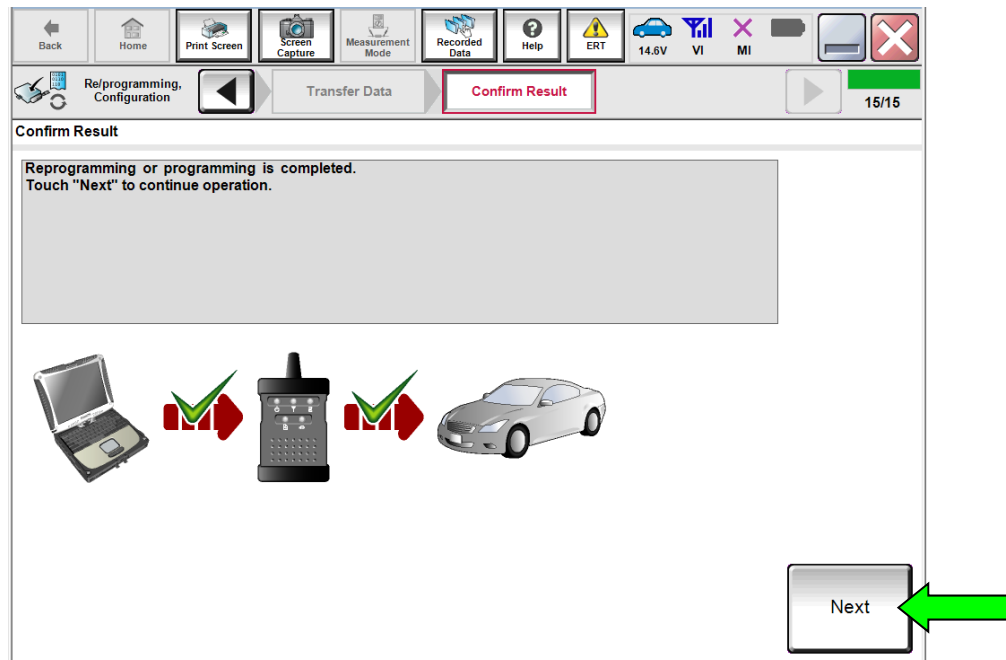 Back
Home
Print Screen
Screen
Capture
Measurement
Mode
Recorded
Data
Help
ERT
14.6V
VI
MI
Re/programming,
Configuration
Transfer Data
Confirm Result
15/15
Confirm Result
Reprogramming or programming is completed.
Touch "Next" to continue operation.
Next